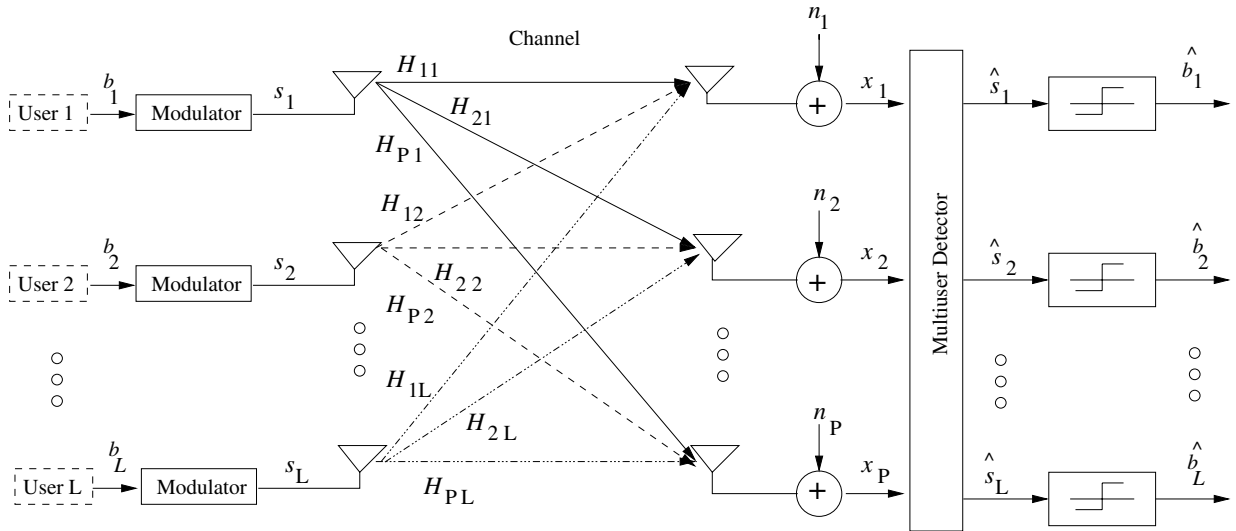 Channel
n1
H11
b1
s1
x1
ŝ1
b̂1
User 1
Modulator
+
H21
HP1
H12
n2
b2
s2
x2
ŝ2
b̂2
User 2
Modulator
H22
+
HP2
Multiuser Detector
H1L
H2L
nP
bL
sL
xP
ŝL
b̂L
User L
Modulator
HPL
+